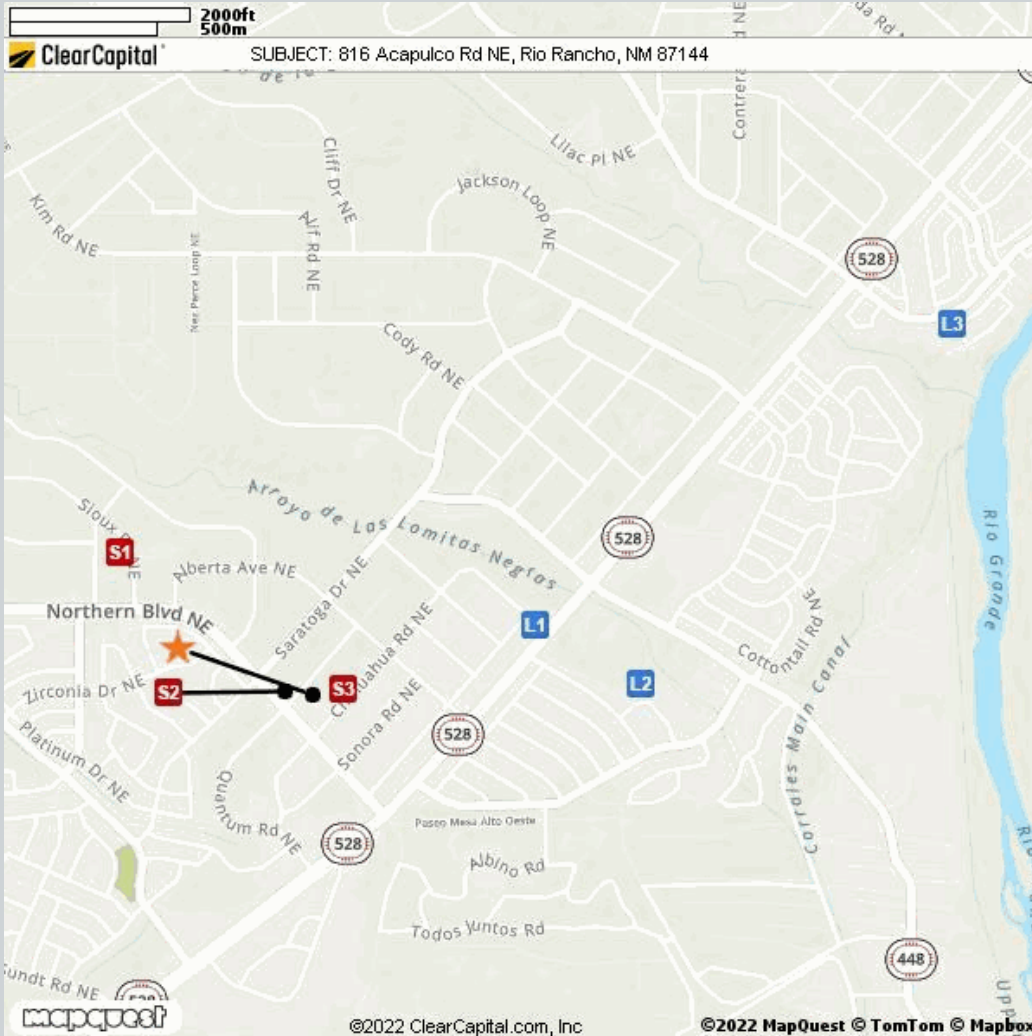 2000ft
500m
ClearCapital
SUBJECT: 816 Acapulco Rd NE, Rio Rancho, NM 87144
da Rd
Lilac Pl NE
Cliff Dr NE
Jackson Loop NE
Kim Rd NE
Alf Rd NE
Nez Perce Loop NE
528
L3
Cody Rd NE
Arroyo de Las Lomitas Negras
528
Rio Grande
S1
Alberta Ave NE
Northern Blvd NE
Saratoga Dr NE
L1
Cottontail Rd NE
Zirconia Dr NE
S2
S3
Chihuahua Rd NE
L2
Sonora Rd NE
528
Corrales Main Canal
Platinum Dr NE
Quantum Rd NE
Paseo Mesa Alto Oeste
528
Albino Rd
Todos Juntos Rd
448
528
mapquest
©2022 ClearCapital.com, Inc
©2022 MapQuest © TomTom © Mapbox